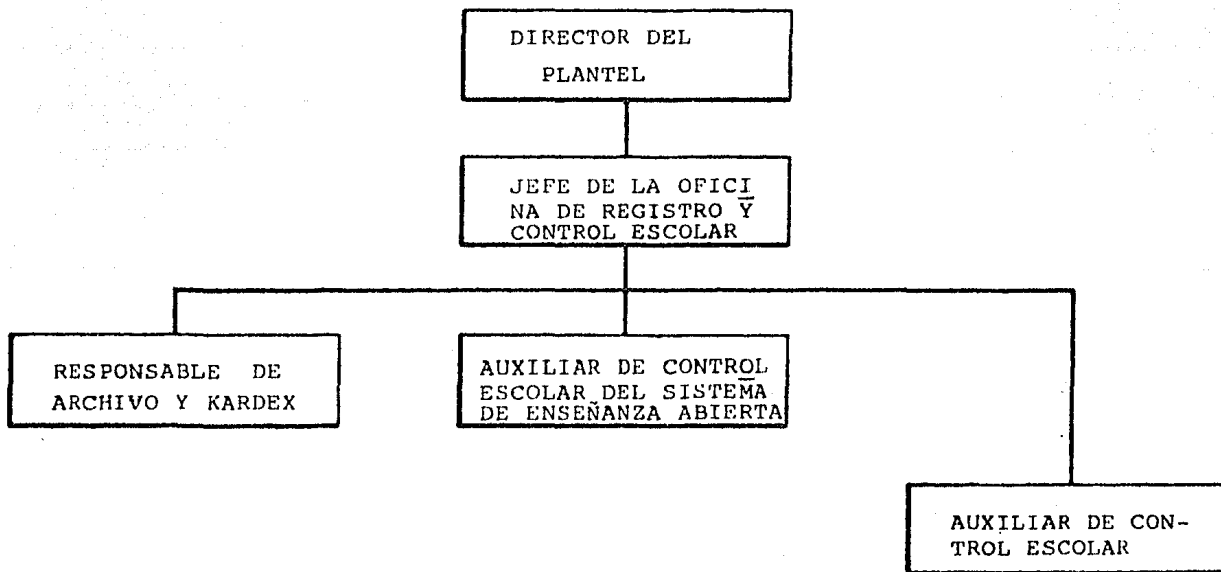 DIRECTOR DEL
PLANTEL
JEFE DE LA OFICI
NA DE REGISTRO Y
CONTROL ESCOLAR
RESPONSABLE DE
ARCHIVO Y KARDEX
AUXILIAR DE CONTROL
ESCOLAR DEL SISTEMA
DE ENSEÑANZA ABIERTA
AUXILIAR DE CON-
TROL ESCOLAR